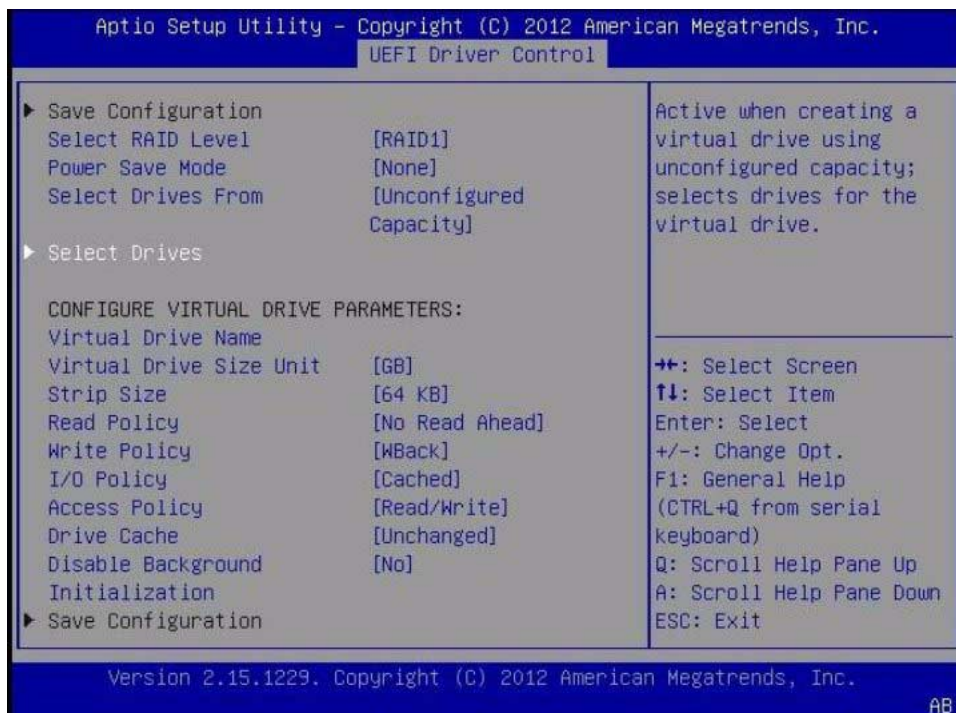 Aptio Setup Utility – Copyright (C) 2012 American Megatrends, Inc.
UEFI Driver Control
Save Configuration
Select RAID Level [RAID1]
Power Save Mode [None]
Select Drives From [Unconfigured
Capacity]
Select Drives
CONFIGURE VIRTUAL DRIVE PARAMETERS:
Virtual Drive Name
Virtual Drive Size Unit [GB]
Strip Size [64 KB]
Read Policy [No Read Ahead]
Write Policy [WBack]
I/O Policy [Cached]
Access Policy [Read/Write]
Drive Cache [Unchanged]
Disable Background [No]
Initialization
Save Configuration
Active when creating a
virtual drive using
unconfigured capacity;
selects drives for the
virtual drive.
→←: Select Screen
↑↓: Select Item
Enter: Select
+/-: Change Opt.
F1: General Help
(CTRL+Q from serial
keyboard)
Q: Scroll Help Pane Up
A: Scroll Help Pane Down
ESC: Exit
Version 2.15.1229. Copyright (C) 2012 American Megatrends, Inc.
AB